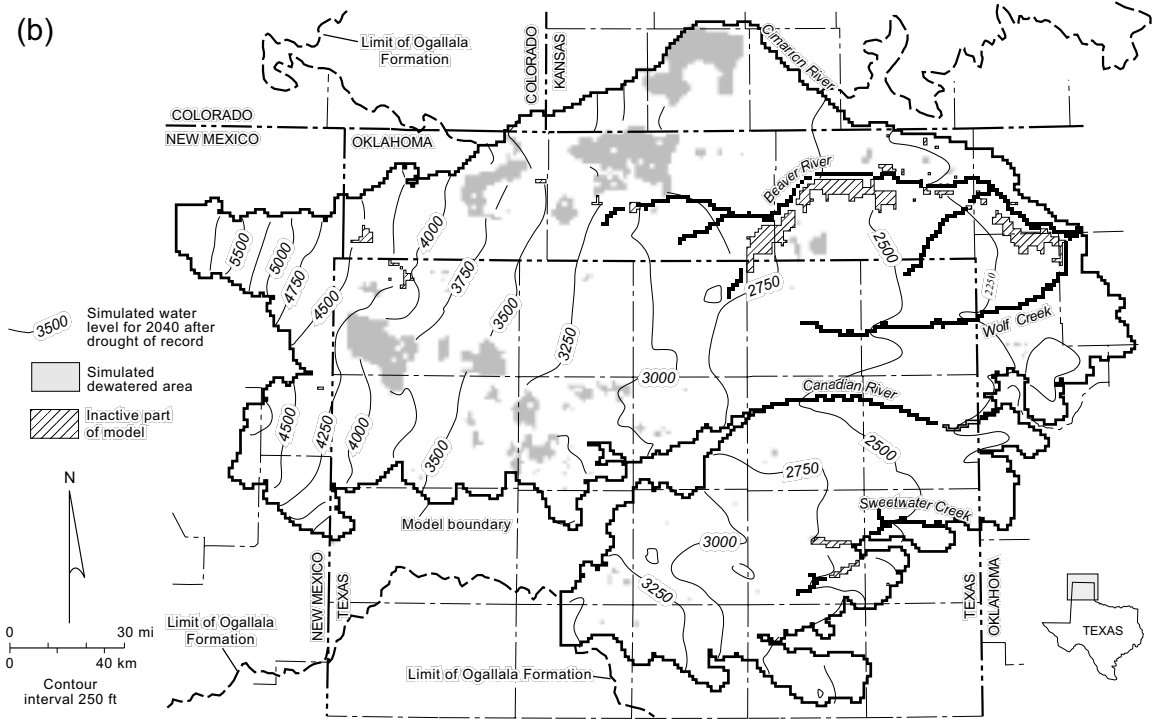 (b)
Limit of Ogallala
Formation
COLORADO
KANSAS
Cimarron River
COLORADO
NEW MEXICO
OKLAHOMA
Beaver River
5500
5000
4750
4500
4000
3750
3500
3250
3000
2750
2500
2250
Wolf Creek
Canadian River
3500
Simulated water
level for 2040 after
drought of record
Simulated
dewatered area
Inactive part
of model
4500
4250
4000
3500
2750
2500
Sweetwater Creek
3000
3250
Model boundary
N
NEW MEXICO
TEXAS
TEXAS
OKLAHOMA
Limit of Ogallala
Formation
Limit of Ogallala Formation
0 30 mi
0 40 km
Contour
interval 250 ft
TEXAS